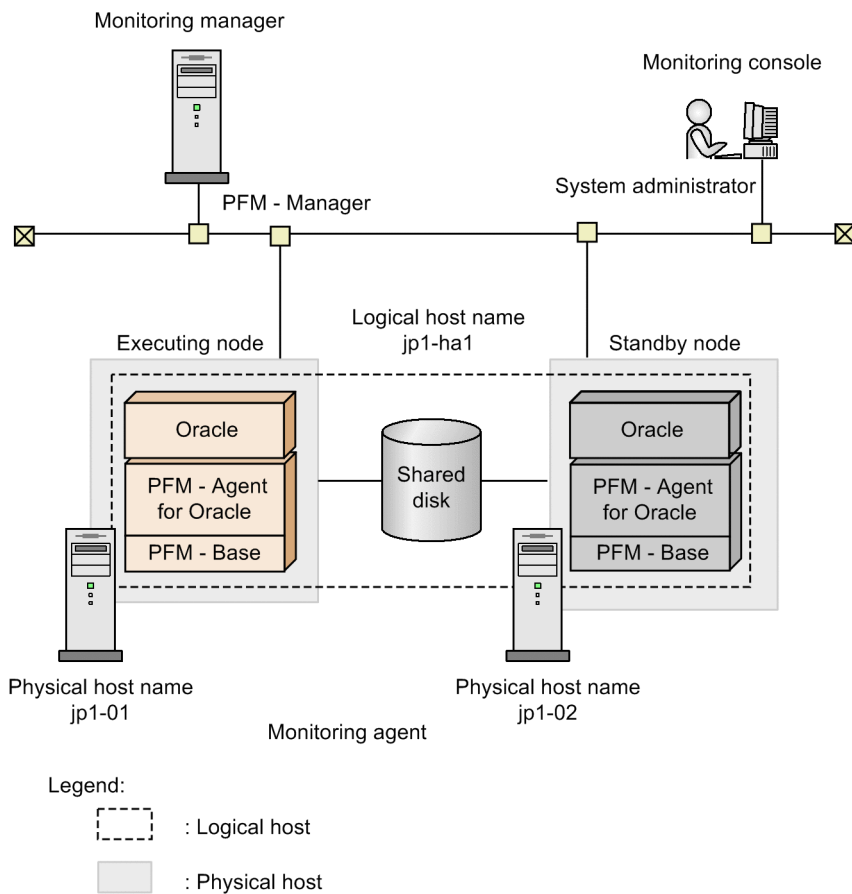 Monitoring manager
Monitoring console
System administrator
PFM - Manager
Logical host name
jp1-ha1
Executing node
Standby node
Oracle
PFM - Agent
for Oracle
PFM - Base
Shared
disk
Oracle
PFM - Agent
for Oracle
PFM - Base
Physical host name
jp1-01
Physical host name
jp1-02
Monitoring agent
Legend:
: Logical host
: Physical host